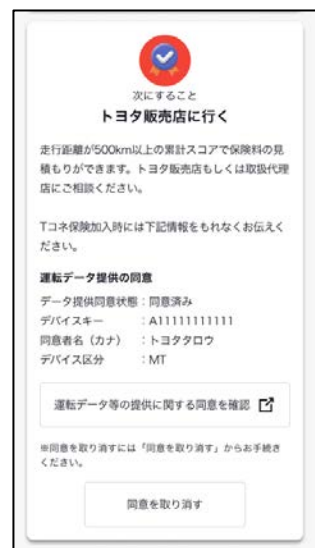 次にすること
トヨタ販売店に行く
走行距離が500km以上の累計スコアで保険料の見
積もりができます。トヨタ販売店もしくは取扱代理
店にご相談ください。
Tコネ保険加入時には下記情報をもれなくお伝えく
ださい。
運転データ提供の同意
データ提供同意状態：同意済み
デバイスキー　：A11111111111
同意者名（カナ）　：トヨタタロウ
デバイス区分　：MT
運転データ等の提供に関する同意を確認
※同意を取り消すには「同意を取り消す」からお手続き
ください。
同意を取り消す